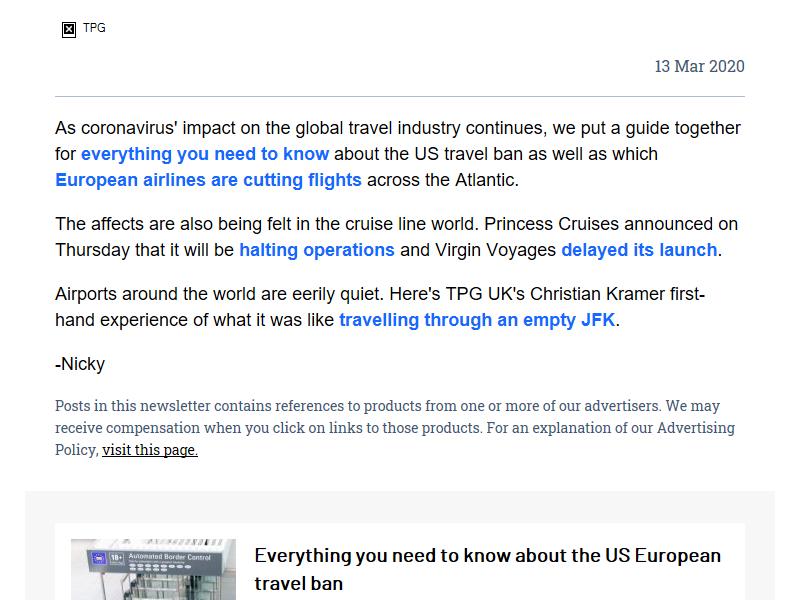 TPG
13 Mar 2020
As coronavirus' impact on the global travel industry continues, we put a guide together
for everything you need to know about the US travel ban as well as which
European airlines are cutting flights across the Atlantic.
The affects are also being felt in the cruise line world. Princess Cruises announced on
Thursday that it will be halting operations and Virgin Voyages delayed its launch.
Airports around the world are eerily quiet. Here's TPG UK's Christian Kramer first-
hand experience of what it was like travelling through an empty JFK.
-Nicky
Posts in this newsletter contains references to products from one or more of our advertisers. We may
receive compensation when you click on links to those products. For an explanation of our Advertising
Policy, visit this page.
18+ Automated Border Control
Everything you need to know about the US European
travel ban